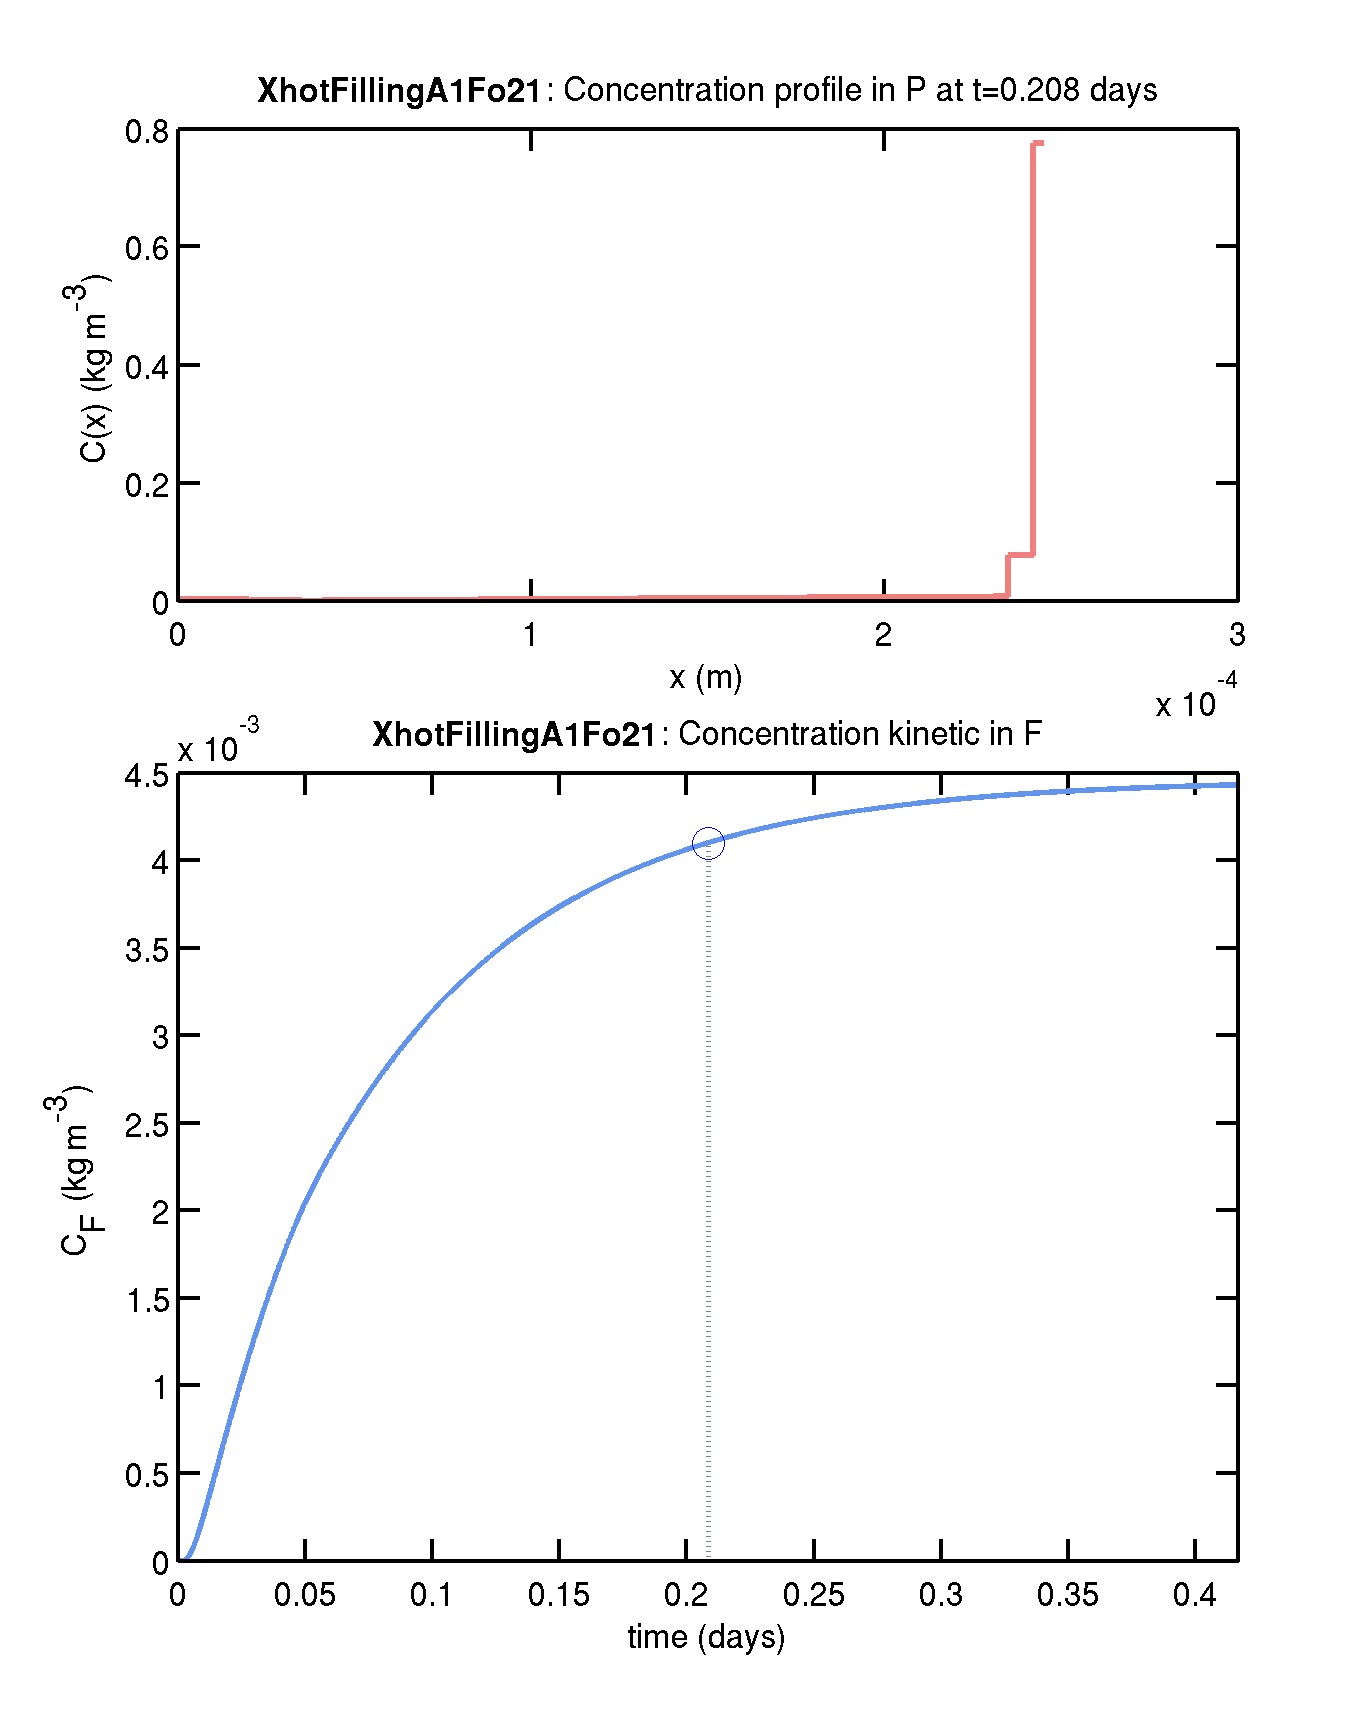 XhotFillingA1Fo21: Concentration profile in P at t=0.208 days
0.8
0.6
0.4
0.2
0
C(x) (kg m-3)
0 1 2 3
x (m)
x 10-4
x 10-3
XhotFillingA1Fo21: Concentration kinetic in F
4.5
4
3.5
3
2.5
2
1.5
1
0.5
0
CF (kg m-3)
0 0.05 0.1 0.15 0.2 0.25 0.3 0.35 0.4
time (days)